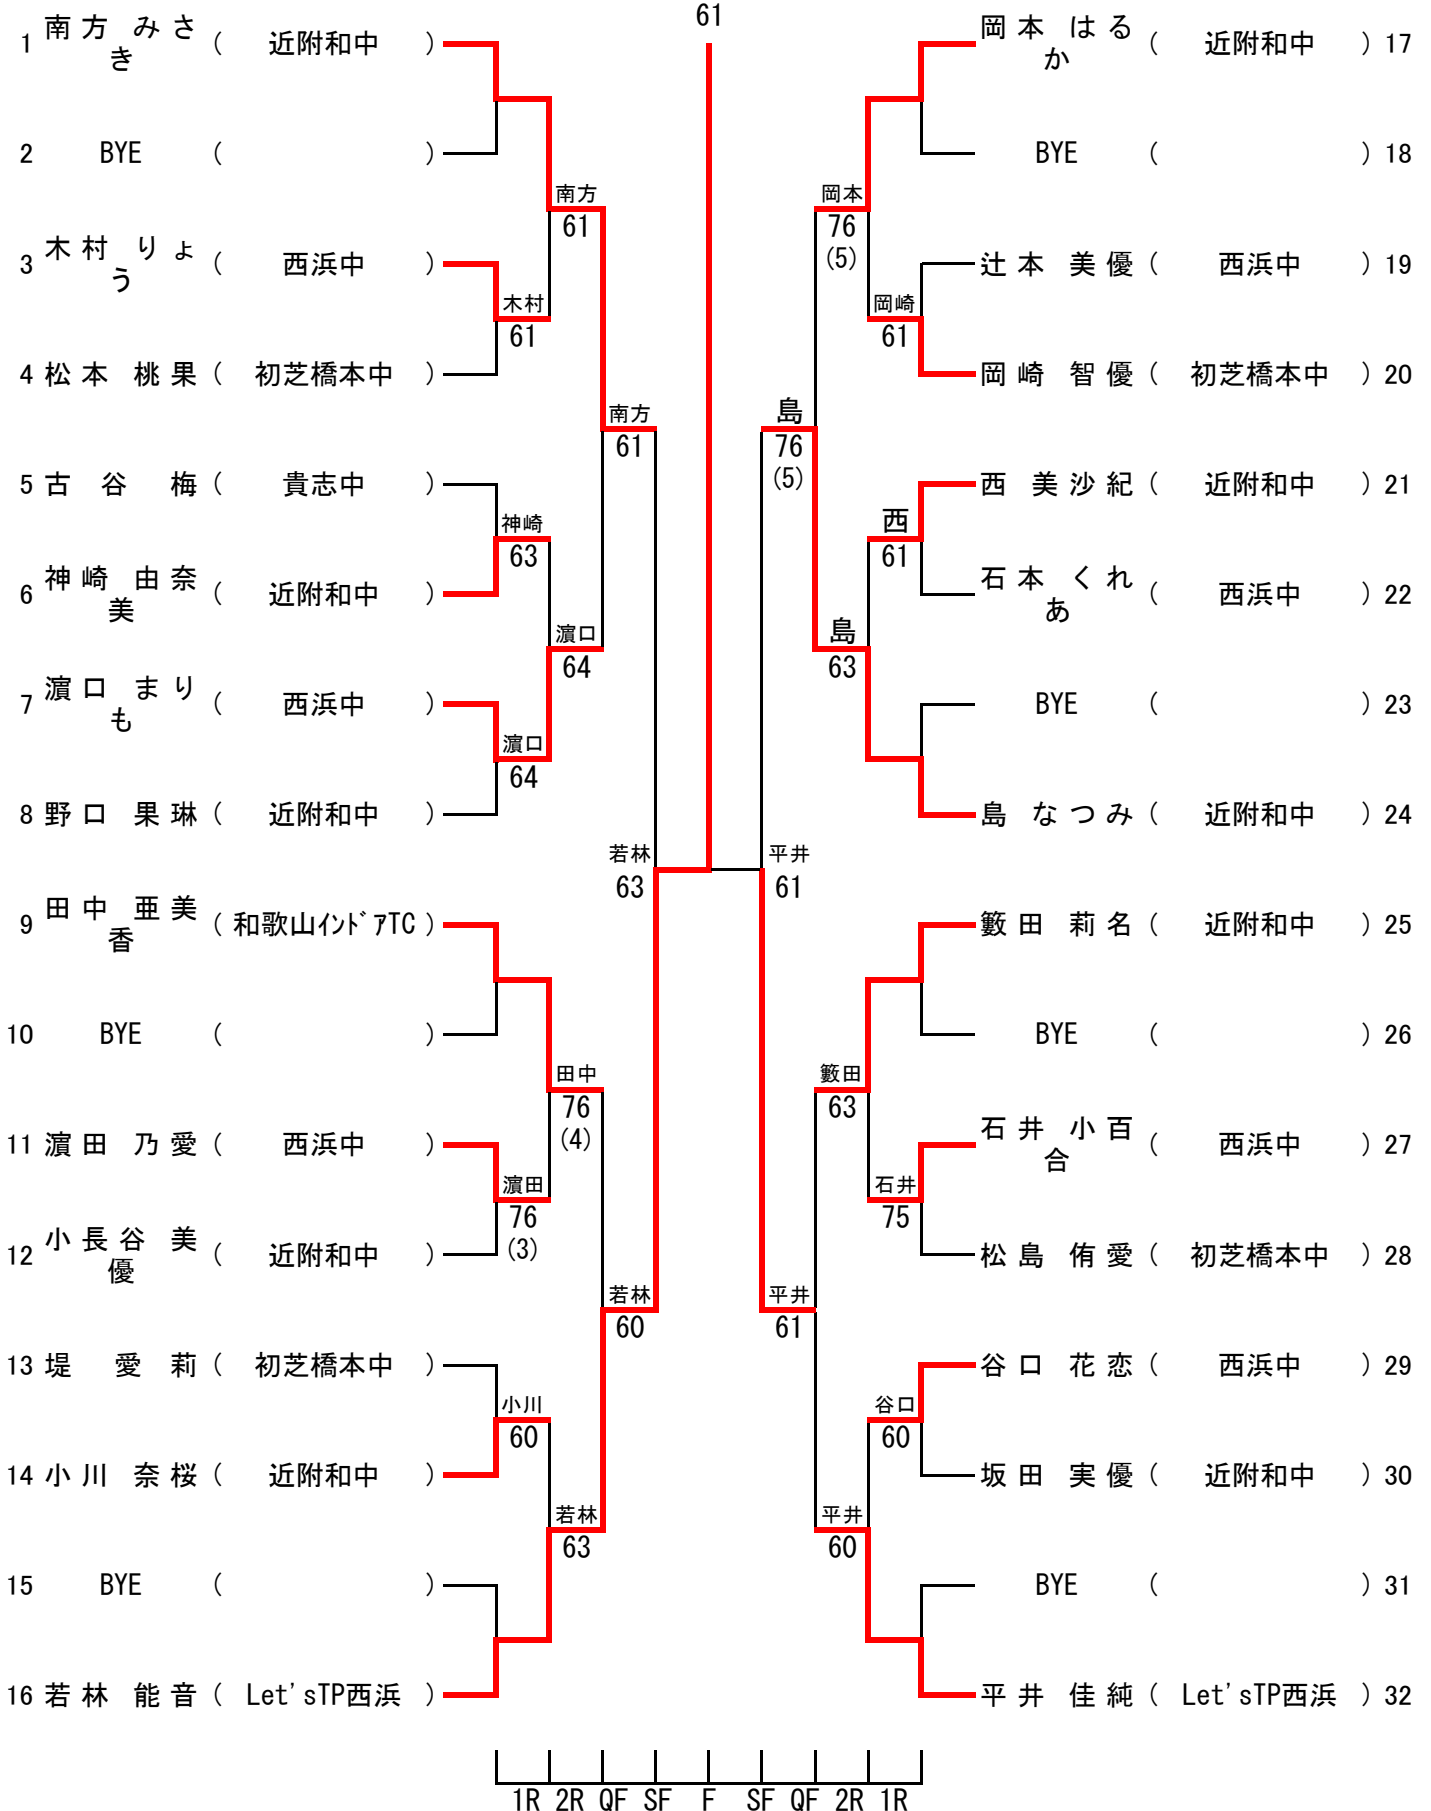 61
1 南方 みさき ( 近附和中 )
2 BYE ( )
南方
61
3 木村 りょう ( 西浜中 )
木村
61
4 松本 桃果 ( 初芝橋本中 )
南方
61
5 古谷 梅 ( 貴志中 )
神崎
63
6 神崎 由奈美 ( 近附和中 )
濵口
64
7 濵口 まりも ( 西浜中 )
濵口
64
8 野口 果琳 ( 近附和中 )
若林
63
9 田中 亜美香 ( 和歌山インドアTC )
10 BYE ( )
田中
76
(4)
11 濵田 乃愛 ( 西浜中 )
濵田
76
(3)
12 小長谷 美優 ( 近附和中 )
若林
60
13 堤 愛莉 ( 初芝橋本中 )
小川
60
14 小川 奈桜 ( 近附和中 )
若林
63
15 BYE ( )
16 若林 能音 ( Let'sTP西浜 )
岡本 はるか ( 近附和中 ) 17
BYE ( ) 18
岡本
76
(5)
辻本 美優 ( 西浜中 ) 19
岡崎
61
岡崎 智優 ( 初芝橋本中 ) 20
島
76
(5)
西 美沙紀 ( 近附和中 ) 21
西
61
石本 くれあ ( 西浜中 ) 22
島
63
BYE ( ) 23
島 なつみ ( 近附和中 ) 24
平井
61
籔田 莉名 ( 近附和中 ) 25
BYE ( ) 26
籔田
63
石井 小百合 ( 西浜中 ) 27
石井
75
松島 侑愛 ( 初芝橋本中 ) 28
平井
61
谷口 花恋 ( 西浜中 ) 29
谷口
60
坂田 実優 ( 近附和中 ) 30
平井
60
BYE ( ) 31
平井 佳純 ( Let'sTP西浜 ) 32
1R 2R QF SF F SF QF 2R 1R